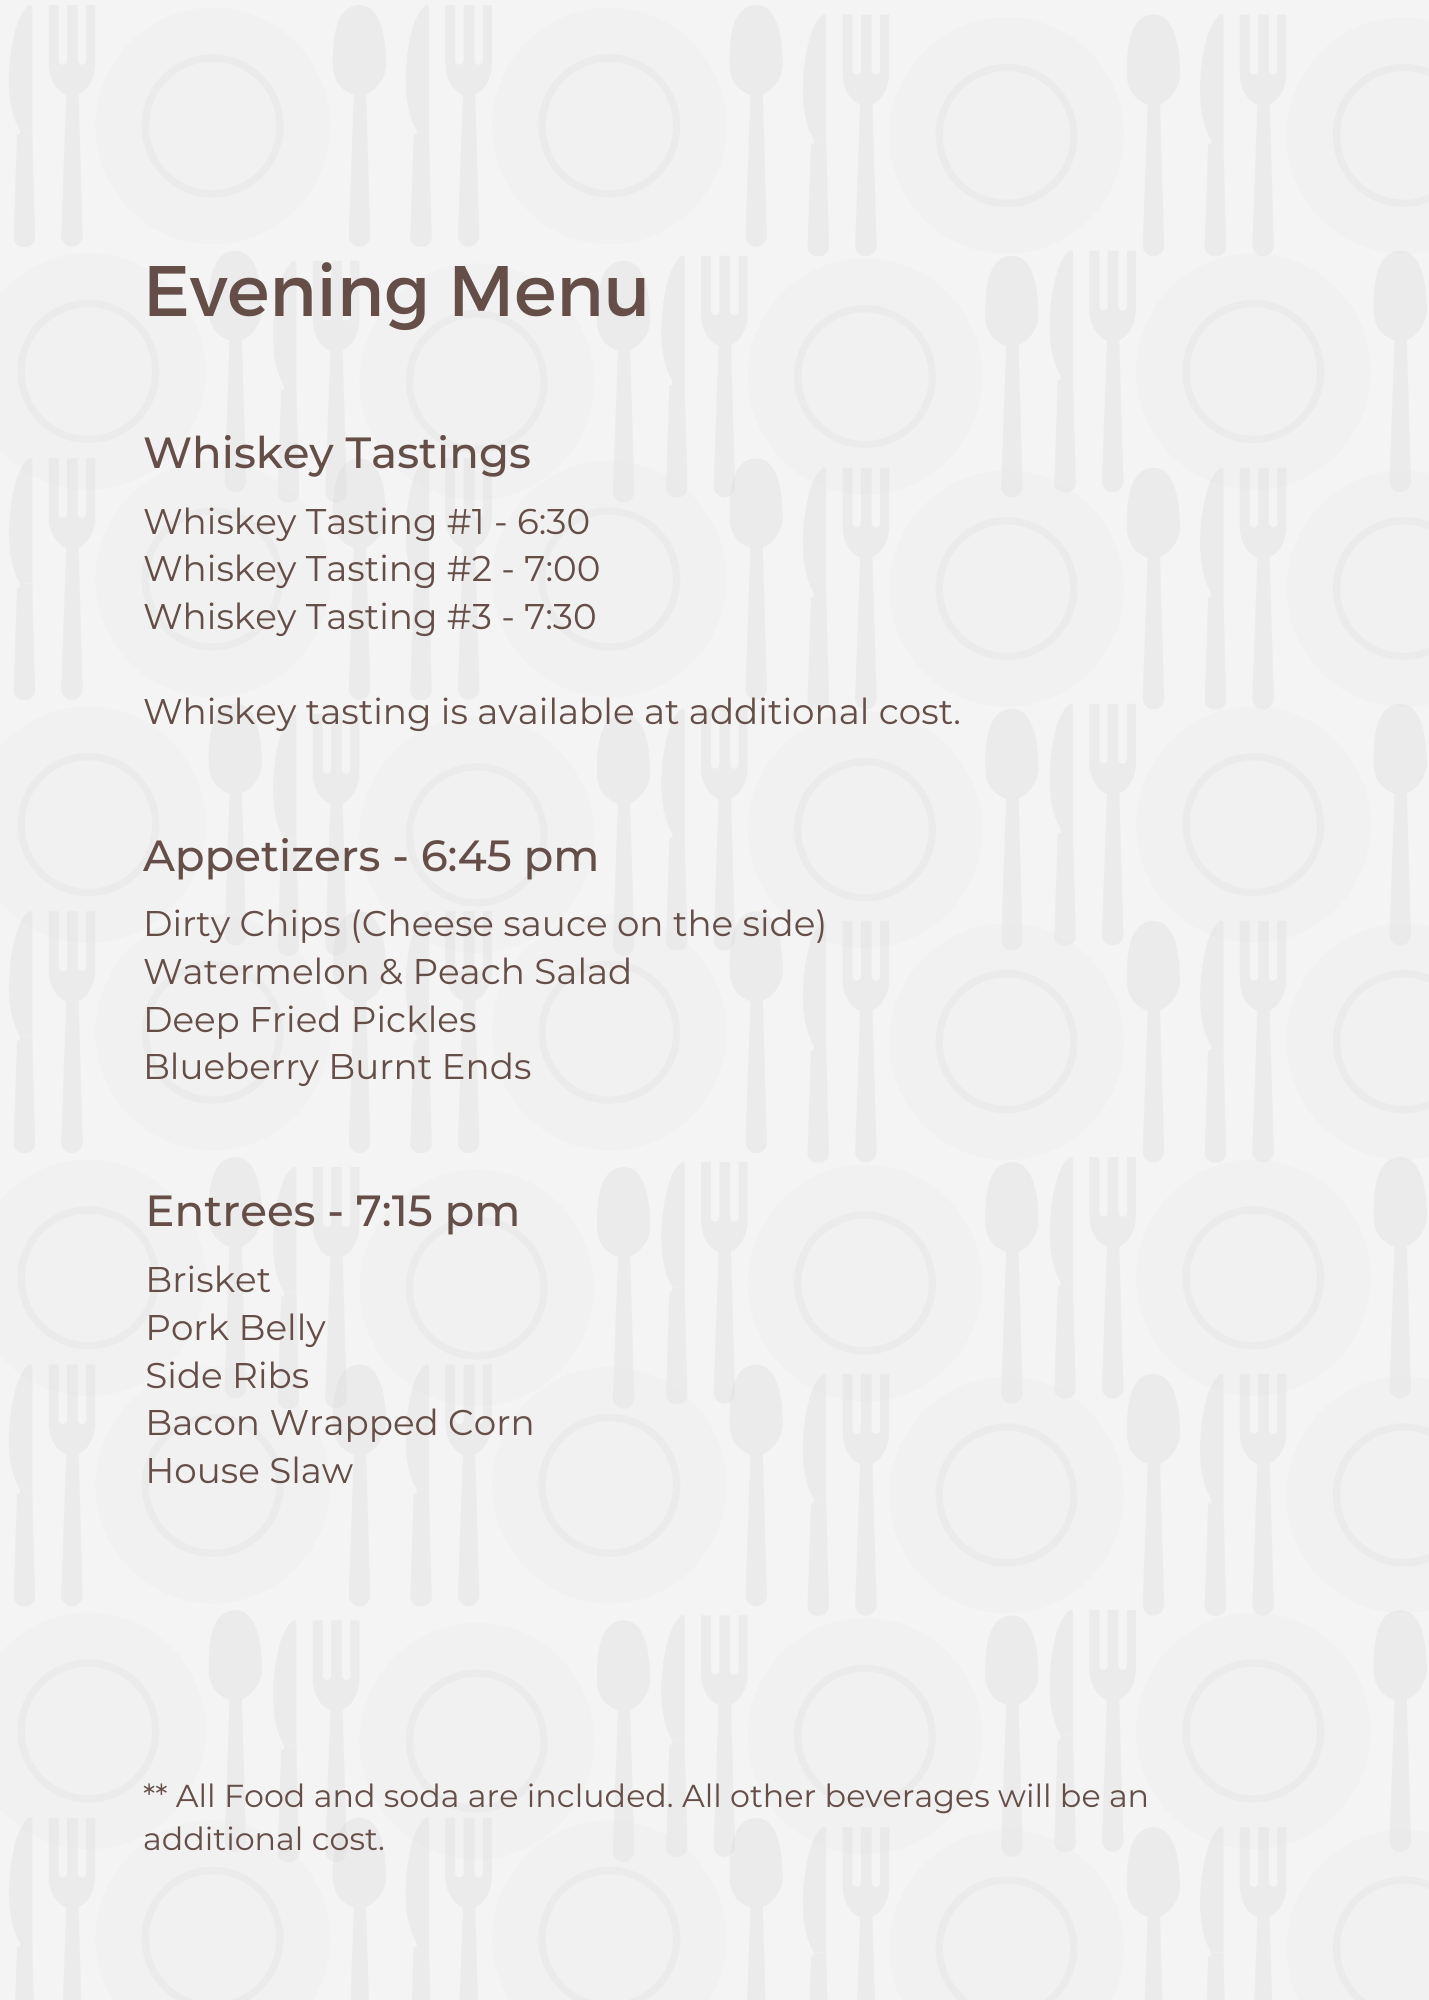 Evening Menu
Whiskey Tastings
Whiskey Tasting #1 - 6:30
Whiskey Tasting #2 - 7:00
Whiskey Tasting #3 - 7:30
Whiskey tasting is available at additional cost.
Appetizers - 6:45 pm
Dirty Chips (Cheese sauce on the side)
Watermelon & Peach Salad
Deep Fried Pickles
Blueberry Burnt Ends
Entrees - 7:15 pm
Brisket
Pork Belly
Side Ribs
Bacon Wrapped Corn
House Slaw
** All Food and soda are included. All other beverages will be an
additional cost.